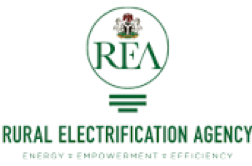 REA
RURAL ELECTRIFICATION AGENCY
ENERGY ⌶ EMPOWERMENT ⌶ EFFICIENCY